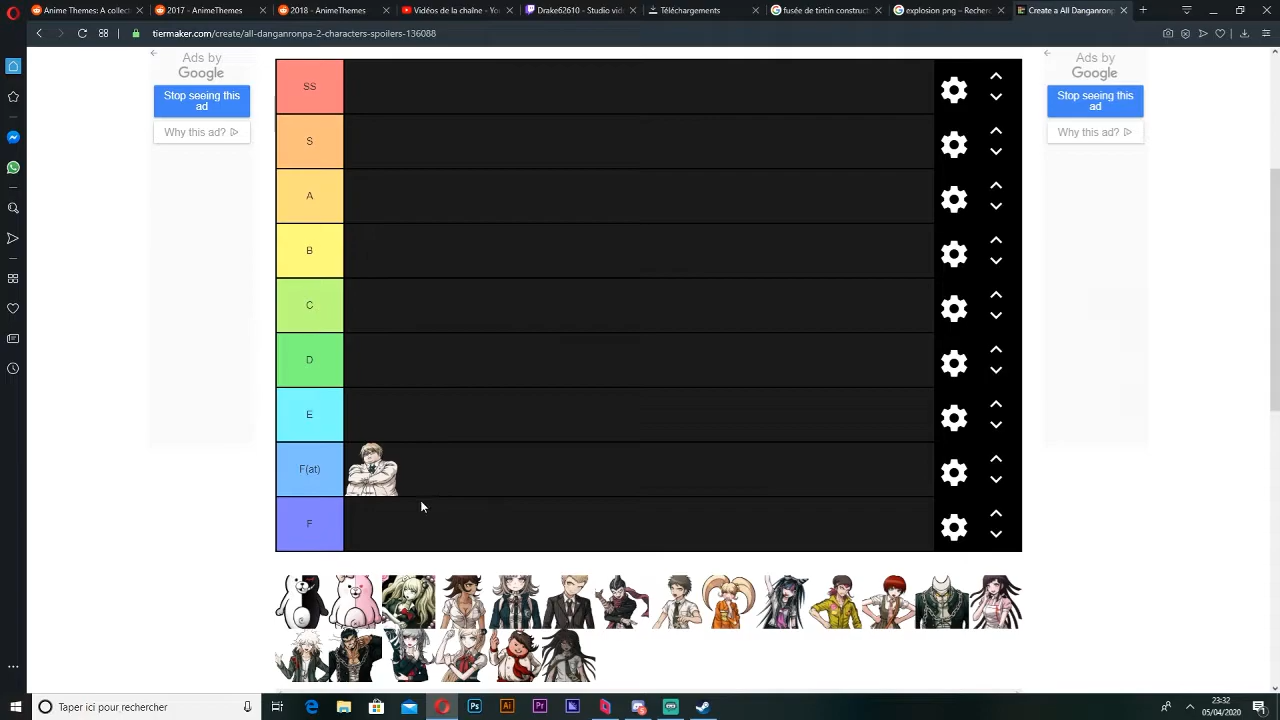 Anime Themes: A collect
2017 - AnimeThemes
2018 - AnimeThemes
Vidéos de la chaîne - Yo
Drake62610 - Studio vidé
Téléchargements
fusée de tintin construct
explosion png – Recherc
Create a All Danganronp
tiermaker.com/create/all-danganronpa-2-characters-spoilers-136088
Ads by
Google
Stop seeing this
ad
Why this ad?
Ads by
Google
Stop seeing this
ad
Why this ad?
SS
S
A
B
C
D
E
F(at)
F
Taper ici pour rechercher
23:32
05/04/2020